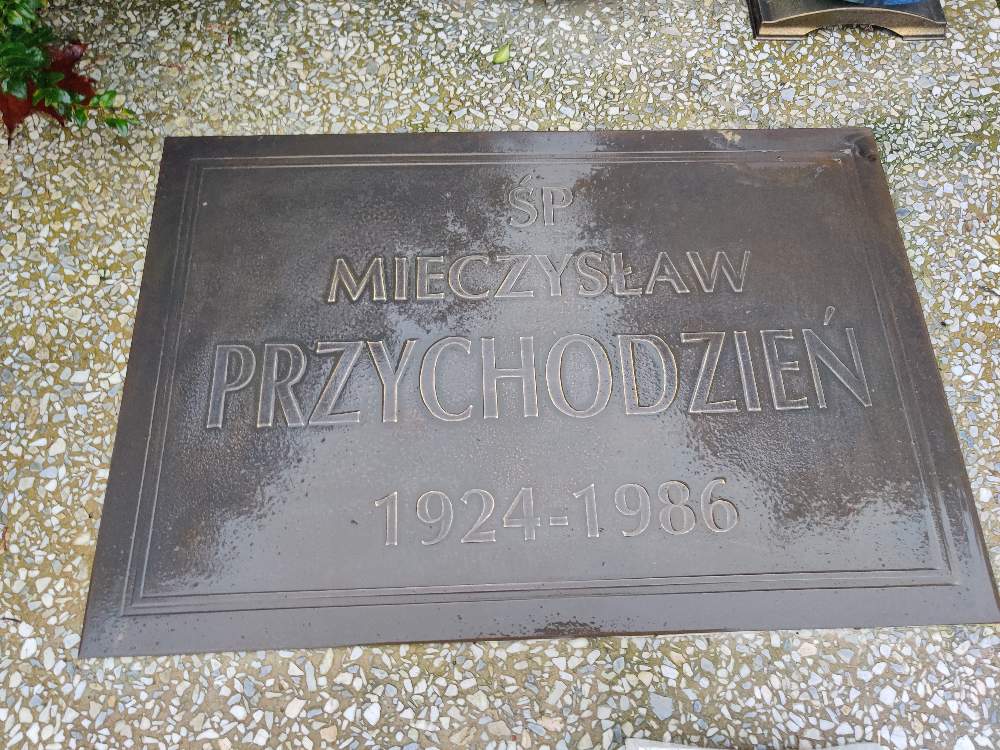 ŚP
MIECZYSŁAW
PRZYCHODZIEŃ
1924-1986